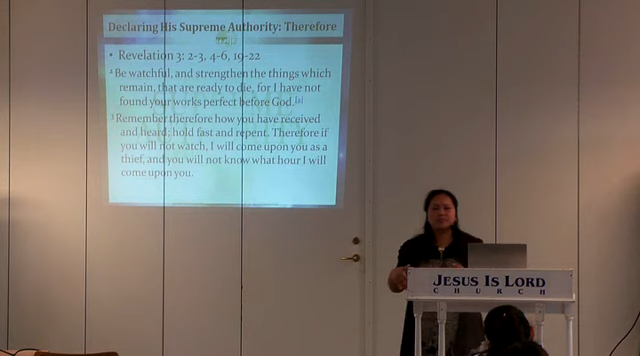 Declaring His Supreme Authority: Therefore
• Revelation 3: 2-3, 4-6, 19-22
2 Be watchful, and strengthen the things which
remain, that are ready to die, for I have not
found your works perfect before God.[a]
3 Remember therefore how you have received
and heard; hold fast and repent. Therefore if
you will not watch, I will come upon you as a
thief, and you will not know what hour I will
come upon you.
JESUS IS LORD
CHURCH